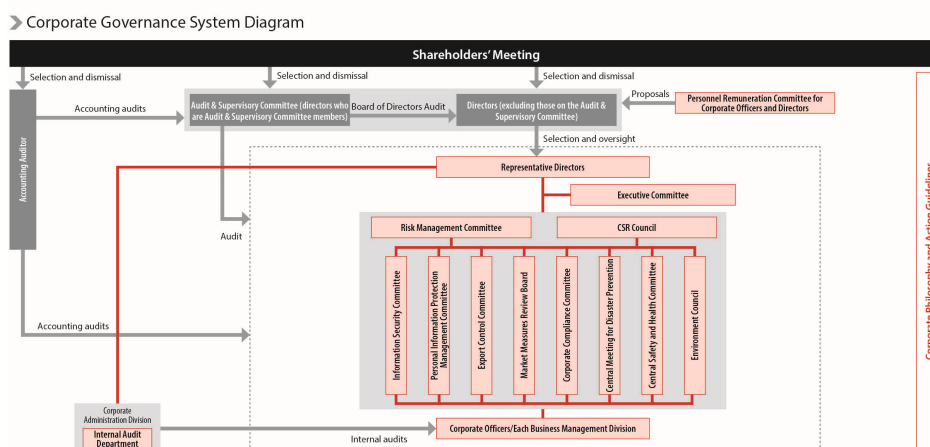 Corporate Governance System Diagram
Shareholders' Meeting
Selection and dismissal
Selection and dismissal
Selection and dismissal
Accounting Auditor
Accounting audits
Audit & Supervisory Committee (directors who
are Audit & Supervisory Committee members)
Board of Directors Audit
Directors (excluding those on the Audit &
Supervisory Committee)
Proposals
Personnel Remuneration Committee for
Corporate Officers and Directors
Selection and oversight
Representative Directors
Executive Committee
Audit
Risk Management Committee
CSR Council
Information Security Committee
Personal Information Protection
Management Committee
Export Control Committee
Market Measures Review Board
Corporate Compliance Committee
Central Meeting for Disaster Prevention
Central Safety and Health Committee
Environment Council
Corporate Philosophy and Action Guidelines
Accounting audits
Corporate
Administration Division
Internal Audit
Department
Internal audits
Corporate Officers/Each Business Management Division